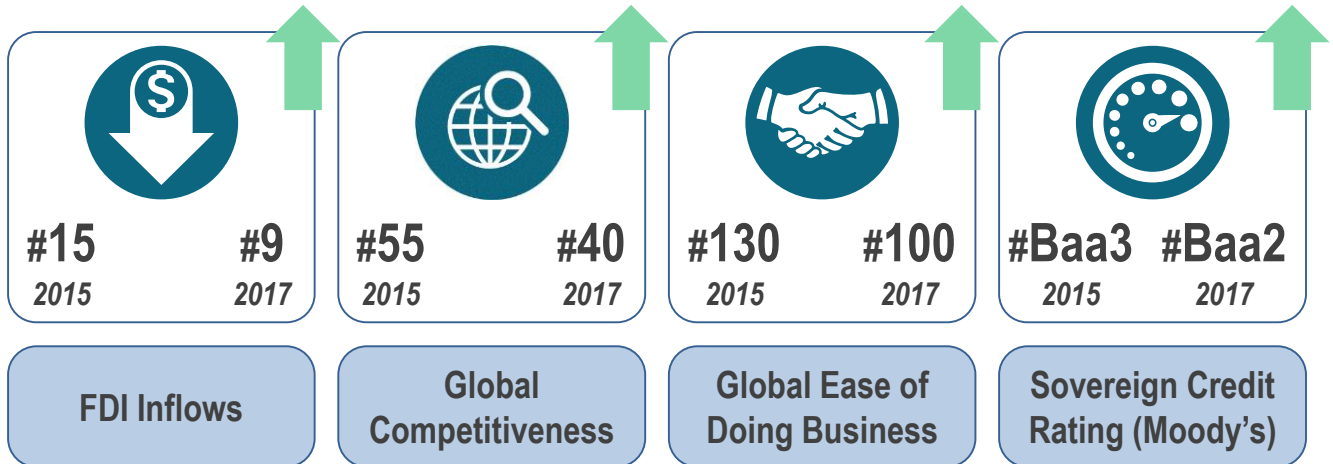 $
#15 #9
2015 2017
FDI Inflows
#55 #40
2015 2017
Global
Competitiveness
#130 #100
2015 2017
Global Ease of
Doing Business
#Baa3 #Baa2
2015 2017
Sovereign Credit
Rating (Moody’s)